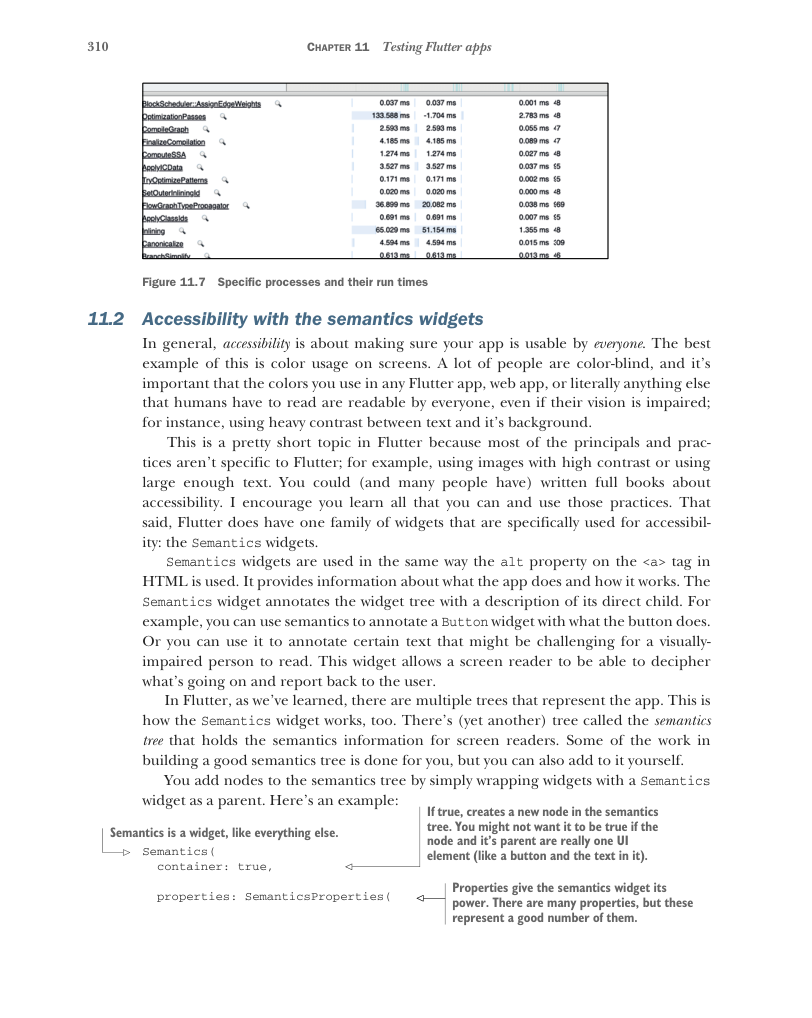 310 CHAPTER 11 Testing Flutter apps
BlockScheduler::AssignEdgeWeights 0.037 ms 0.037 ms 0.001 ms 48
OptimizationPasses 133.588 ms -1.704 ms 2.783 ms 48
CompileGraph 2.593 ms 2.593 ms 0.055 ms 47
FinalizeCompilation 4.185 ms 4.185 ms 0.089 ms 47
ComputeSSA 1.274 ms 1.274 ms 0.027 ms 48
ApplyICData 3.527 ms 3.527 ms 0.037 ms
TryOptimizePatterns 0.171 ms 0.171 ms 0.002 ms
SetOuterInliningId 0.020 ms 0.020 ms 0.000 ms 48
FlowGraphTypePropagator 36.899 ms 20.082 ms 0.038 ms
ApplyClassIds 0.691 ms 0.691 ms 0.007 ms
Inlining 65.029 ms 51.154 ms 1.355 ms 48
Canonicalize 4.594 ms 4.594 ms 0.015 ms
BranchSimplify 0.613 ms 0.613 ms 0.013 ms 46
Figure 11.7 Specific processes and their run times
11.2 Accessibility with the semantics widgets
In general, accessibility is about making sure your app is usable by everyone. The best
example of this is color usage on screens. A lot of people are color-blind, and it's
important that the colors you use in any Flutter app, web app, or literally anything else
that humans have to read are readable by everyone, even if their vision is impaired;
for instance, using heavy contrast between text and it's background.
This is a pretty short topic in Flutter because most of the principals and prac-
tices aren't specific to Flutter; for example, using images with high contrast or using
large enough text. You could (and many people have) written full books about
accessibility. I encourage you learn all that you can and use those practices. That
said, Flutter does have one family of widgets that are specifically used for accessibil-
ity: the Semantics widgets.
Semantics widgets are used in the same way the alt property on the <a> tag in
HTML is used. It provides information about what the app does and how it works. The
Semantics widget annotates the widget tree with a description of its direct child. For
example, you can use semantics to annotate a Button widget with what the button does.
Or you can use it to annotate certain text that might be challenging for a visually-
impaired person to read. This widget allows a screen reader to be able to decipher
what's going on and report back to the user.
In Flutter, as we've learned, there are multiple trees that represent the app. This is
how the Semantics widget works, too. There's (yet another) tree called the semantics
tree that holds the semantics information for screen readers. Some of the work in
building a good semantics tree is done for you, but you can also add to it yourself.
You add nodes to the semantics tree by simply wrapping widgets with a Semantics
widget as a parent. Here's an example:
Semantics is a widget, like everything else.
Semantics(
container: true,
If true, creates a new node in the semantics
tree. You might not want it to be true if the
node and it's parent are really one UI
element (like a button and the text in it).
properties: SemanticsProperties(
Properties give the semantics widget its
power. There are many properties, but these
represent a good number of them.